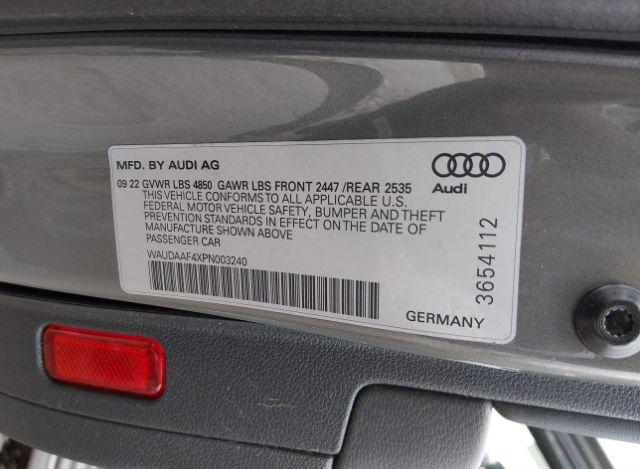 MFD. BY AUDI AG
09 22 GVWR LBS 4850 GAWR LBS FRONT 2447 /REAR 2535
THIS VEHICLE CONFORMS TO ALL APPLICABLE U.S.
FEDERAL MOTOR VEHICLE SAFETY, BUMPER AND THEFT
PREVENTION STANDARDS IN EFFECT ON THE DATE OF
MANUFACTURE SHOWN ABOVE
PASSENGER CAR
WAUDAAF4XPN003240
Audi
3654112
GERMANY